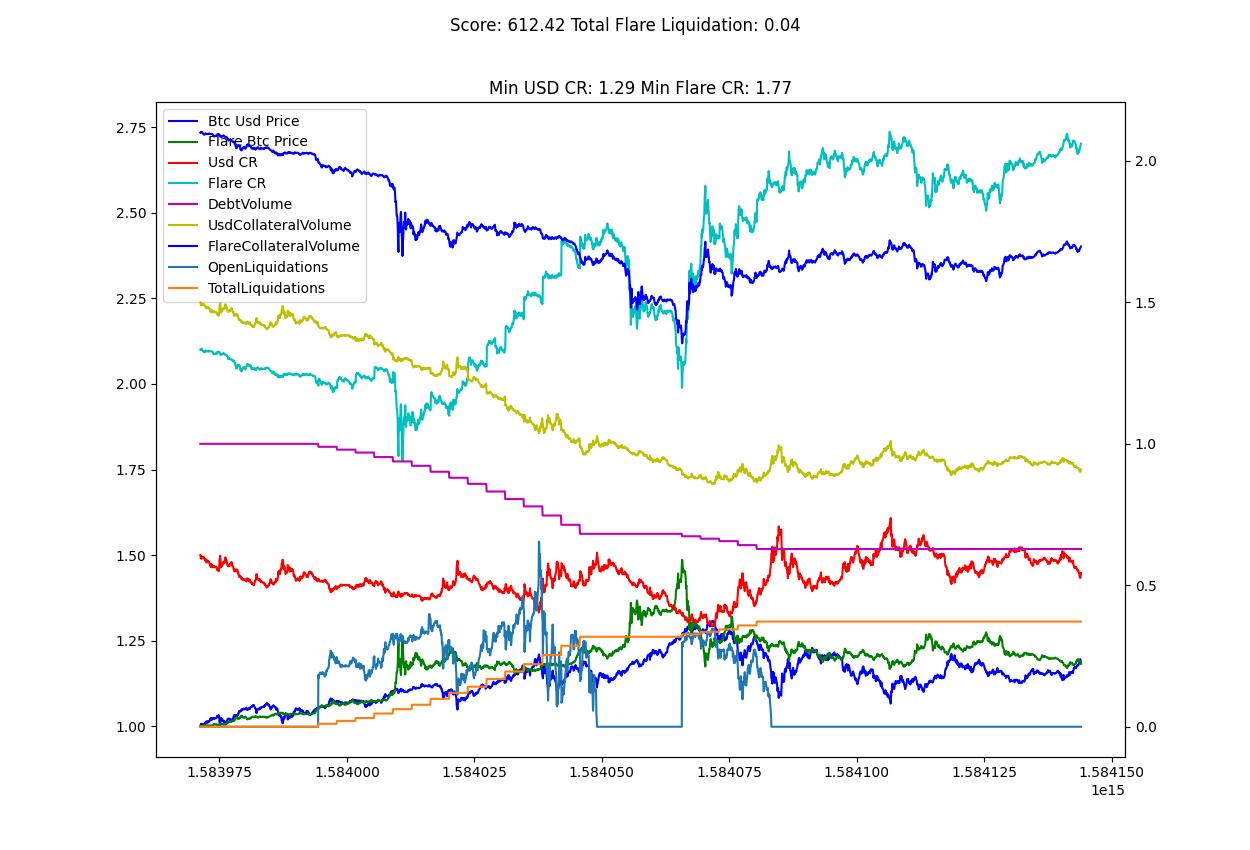 Score: 612.42 Total Flare Liquidation: 0.04
Min USD CR: 1.29 Min Flare CR: 1.77
Btc Usd Price
Flare Btc Price
Usd CR
Flare CR
DebtVolume
UsdCollateralVolume
FlareCollateralVolume
OpenLiquidations
TotalLiquidations
2.75
2.50
2.25
2.00
1.75
1.50
1.25
1.00
2.0
1.5
1.0
0.5
0.0
1.583975 1.584000 1.584025 1.584050 1.584075 1.584100 1.584125 1.584150
1e15